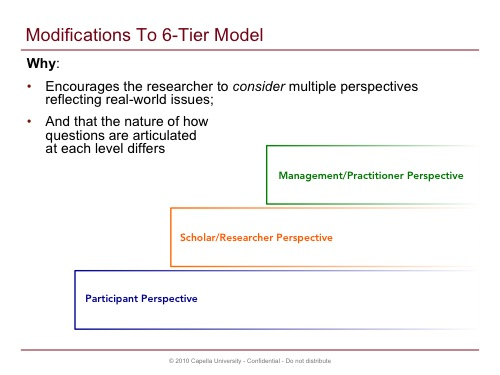 Modifications To 6-Tier Model
Why:
• Encourages the researcher to consider multiple perspectives
reflecting real-world issues;
• And that the nature of how
questions are articulated
at each level differs
Management/Practitioner Perspective
Scholar/Researcher Perspective
Participant Perspective
© 2010 Capella University - Confidential - Do not distribute